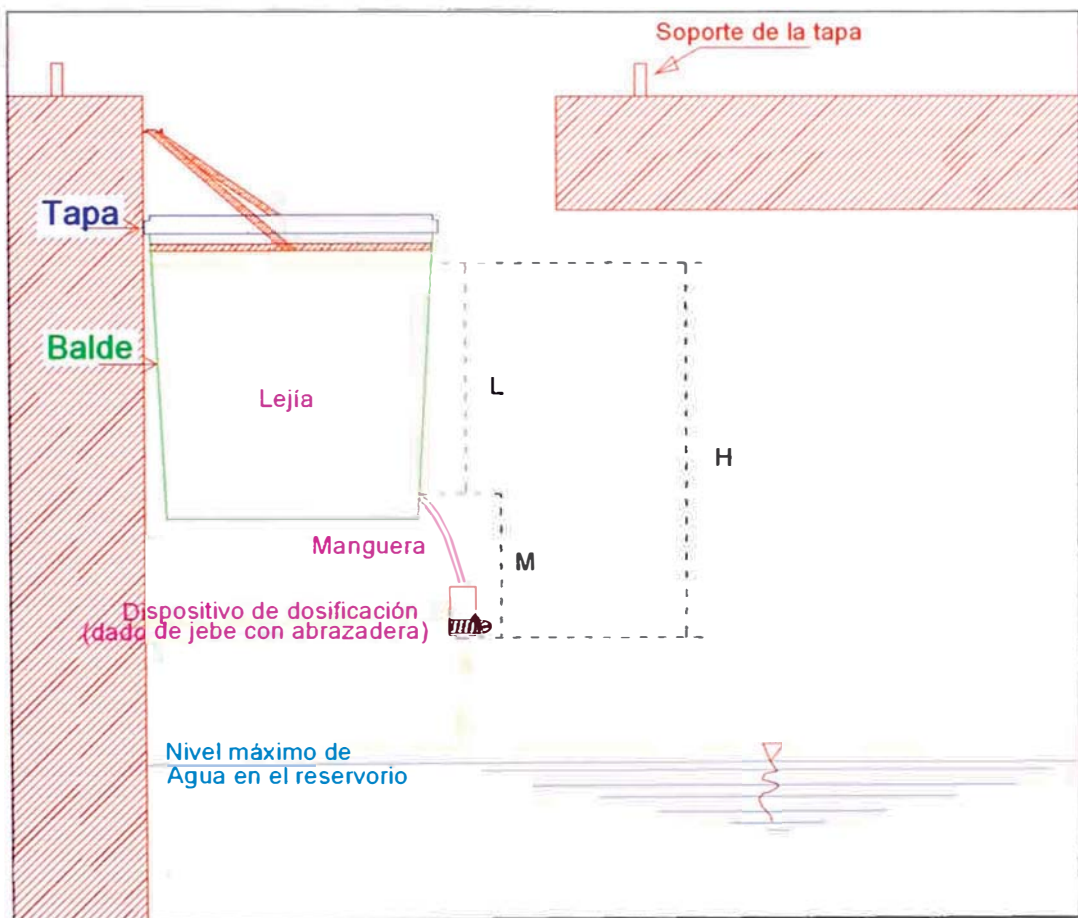 Soporte de la tapa
Tapa
Balde
Lejía
L
H
Manguera
M
Dispositivo de dosificación
(dado de jebe con abrazadera)
Nivel máximo de
Agua en el reservorio